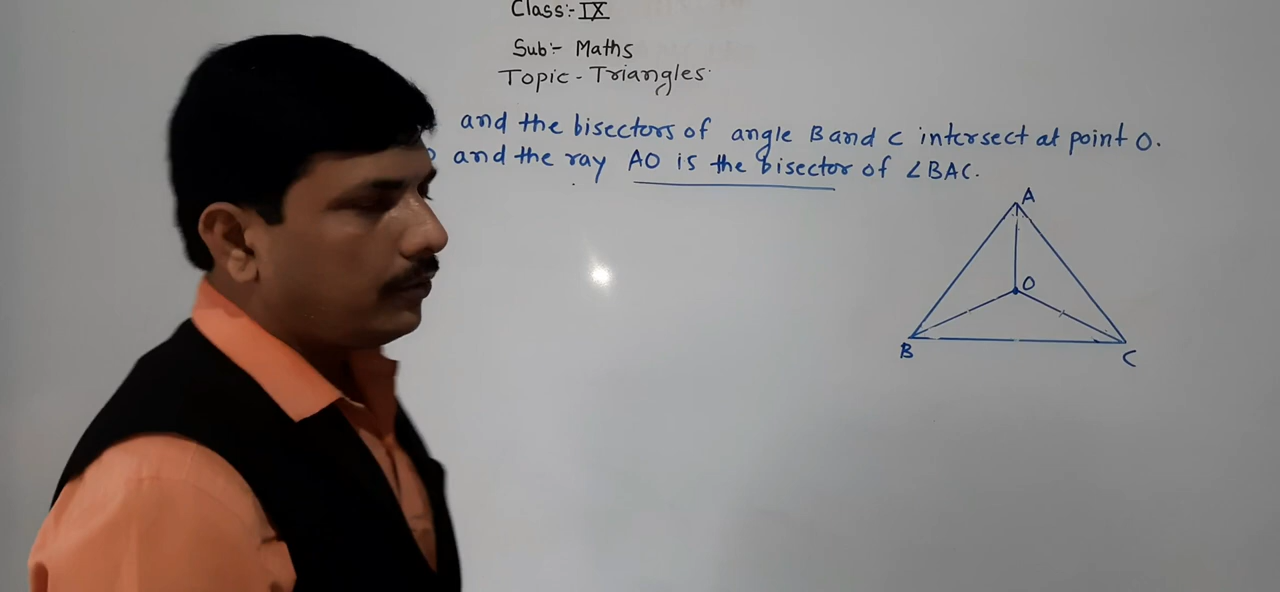 Class:- IX
Sub:- Maths
Topic - Triangles.
and the bisectors of angle B and C intersect at point O.
and the ray AO is the bisector of ∠BAC.
A
O
B
C